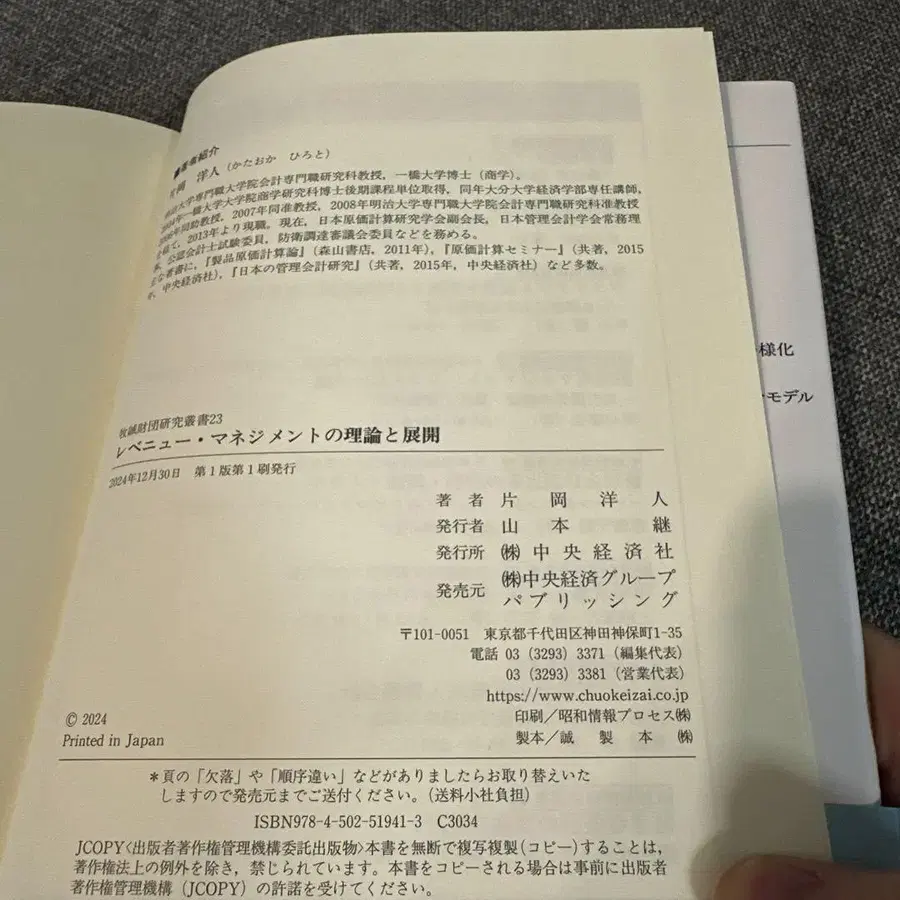 著者紹介
片岡 洋人(かたおか ひろと)
明治大学専門職大学院会計専門職研究科教授,一橋大学博士(商学)。
2004年一橋大学大学院商学研究科博士後期課程単位取得,同年大分大学経済学部専任講師,
2006年同助教授,2007年同准教授,2008年明治大学専門職大学院会計専門職研究科准教授
を経て,2013年より現職。現在,日本原価計算研究学会副会長,日本管理会計学会常務理
事,公認会計士試験委員,防衛調達審議会委員などを務める。
主な著書に,『製品原価計算論』(森山書店,2011年),『原価計算セミナー』(共著,2015
年,中央経済社),『日本の管理会計研究』(共著,2015年,中央経済社)など多数。
牧誠財団研究叢書23
レベニュー・マネジメントの理論と展開
2024年12月30日 第1版第1刷発行
著者 片岡洋人
発行者 山本継
発行所 ㈱中央経済社
発売元 ㈱中央経済グループ
パブリッシング
〒101-0051 東京都千代田区神田神保町1-35
電話 03 (3293) 3371 (編集代表)
03 (3293) 3381 (営業代表)
https://www.chuokeizai.co.jp
印刷/昭和情報プロセス㈱
製本/誠製本㈱
© 2024
Printed in Japan
*頁の「欠落」や「順序違い」などがありましたらお取り替えいた
しますので発売元までご送付ください。(送料小社負担)
ISBN978-4-502-51941-3 C3034
JCOPY〈出版者著作権管理機構委託出版物〉本書を無断で複写複製(コピー)することは,
著作権法上の例外を除き,禁じられています。本書をコピーされる場合は事前に出版者
著作権管理機構(JCOPY)の許諾を受けてください。
様化
モデル